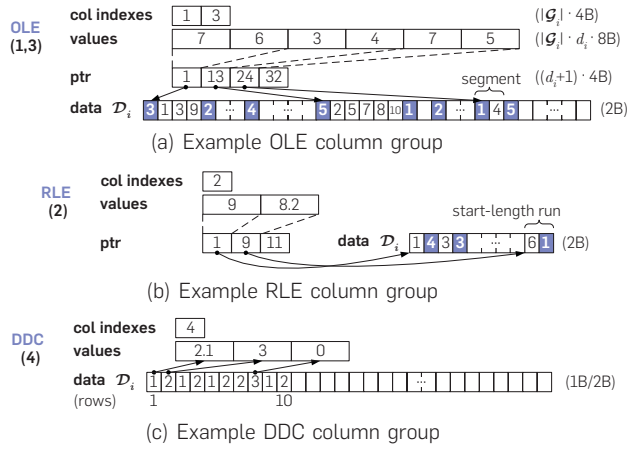 OLE
(1,3)
col indexes 1 3 (|𝒢ᵢ| · 4B)
values 7 6 3 4 7 5 (|𝒢ᵢ| · dᵢ · 8B)
ptr 1 13 24 32 segment ((dᵢ+1) · 4B)
data 𝒟ᵢ 3 1 3 9 2 ... 4 ... 5 2 5 7 8 10 1 ... 2 ... 1 4 5 ... (2B)
(a) Example OLE column group
RLE
(2)
col indexes 2
values 9 8.2
start-length run
ptr 1 9 11 data 𝒟ᵢ 1 4 3 3 ... 6 1 (2B)
(b) Example RLE column group
DDC
(4)
col indexes 4
values 2.1 3 0
data 𝒟ᵢ 1 2 1 2 1 2 2 3 1 2 ... (1B/2B)
(rows) 1 10
(c) Example DDC column group